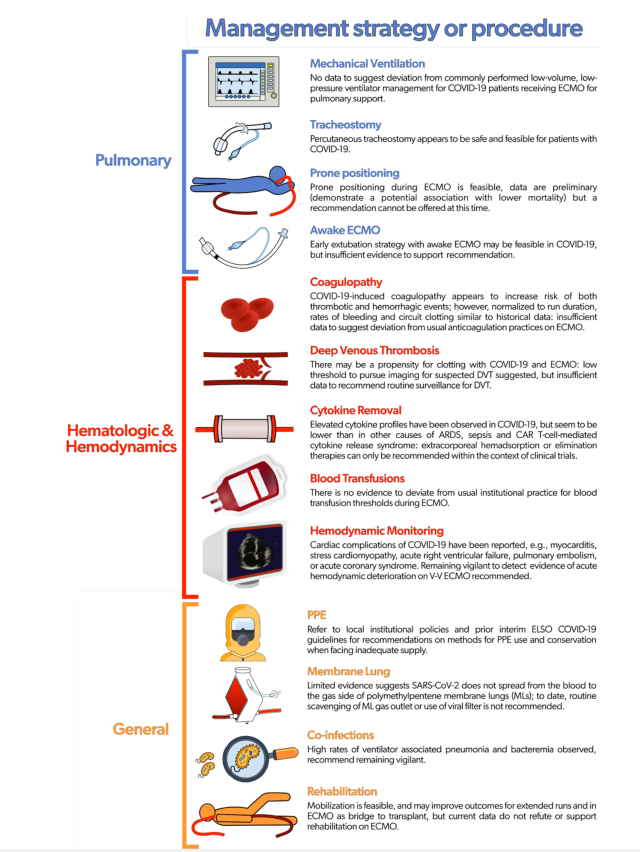 Management strategy or procedure
Pulmonary
Mechanical Ventilation
No data to suggest deviation from commonly performed low-volume, low-
pressure ventilator management for COVID-19 patients receiving ECMO for
pulmonary support.
Tracheostomy
Percutaneous tracheostomy appears to be safe and feasible for patients with
COVID-19.
Prone positioning
Prone positioning during ECMO is feasible, data are preliminary
(demonstrate a potential association with lower mortality) but a
recommendation cannot be offered at this time.
Awake ECMO
Early extubation strategy with awake ECMO may be feasible in COVID-19,
but insufficient evidence to support recommendation.
Hematologic &
Hemodynamics
Coagulopathy
COVID-19-induced coagulopathy appears to increase risk of both
thrombotic and hemorrhagic events; however, normalized to run duration,
rates of bleeding and circuit clotting similar to historical data: insufficient
data to suggest deviation from usual anticoagulation practices on ECMO.
Deep Venous Thrombosis
There may be a propensity for clotting with COVID-19 and ECMO: low
threshold to pursue imaging for suspected DVT suggested, but insufficient
data to recommend routine surveillance for DVT.
Cytokine Removal
Elevated cytokine profiles have been observed in COVID-19, but seem to be
lower than in other causes of ARDS, sepsis and CAR T-cell-mediated
cytokine release syndrome: extracorporeal hemadsorption or elimination
therapies can only be recommended within the context of clinical trials.
Blood Transfusions
There is no evidence to deviate from usual institutional practice for blood
transfusion thresholds during ECMO.
Hemodynamic Monitoring
Cardiac complications of COVID-19 have been reported, e.g., myocarditis,
stress cardiomyopathy, acute right ventricular failure, pulmonary embolism,
or acute coronary syndrome. Remaining vigilant to detect evidence of acute
hemodynamic deterioration on V-V ECMO recommended.
General
PPE
Refer to local institutional policies and prior interim ELSO COVID-19
guidelines for recommendations on methods for PPE use and conservation
when facing inadequate supply.
Membrane Lung
Limited evidence suggests SARS-CoV-2 does not spread from the blood to
the gas side of polymethylpentene membrane lungs (MLs); to date, routine
scavenging of ML gas outlet or use of viral filter is not recommended.
Co-infections
High rates of ventilator associated pneumonia and bacteremia observed,
recommend remaining vigilant.
Rehabilitation
Mobilization is feasible, and may improve outcomes for extended runs and in
ECMO as bridge to transplant, but current data do not refute or support
rehabilitation on ECMO.